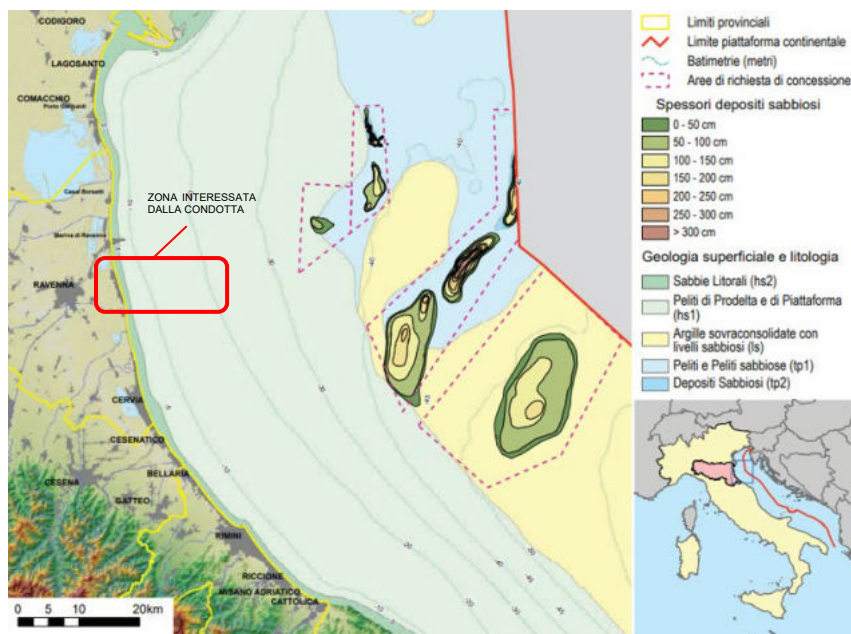 CODIGORO
LAGOSANTO
COMACCHIO
Porto Garibaldi
Casal Borsetti
ZONA INTERESSATA
DALLA CONDOTTA
Marina di Ravenna
RAVENNA
CERVIA
CESENATICO
CESENA
BELLARIA
GATTEO
RIMINI
RICCIONE
MISANO ADRIATICO
CATTOLICA
0 5 10 20km
Limiti provinciali
Limite piattaforma continentale
Batimetrie (metri)
Aree di richiesta di concessione
Spessori depositi sabbiosi
0 - 50 cm
50 - 100 cm
100 - 150 cm
150 - 200 cm
200 - 250 cm
250 - 300 cm
> 300 cm
Geologia superficiale e litologia
Sabbie Litorali (hs2)
Peliti di Prodelta e di Piattaforma
(hs1)
Argille sovraconsolidate con
livelli sabbiosi (ls)
Peliti e Peliti sabbiose (tp1)
Depositi Sabbiosi (tp2)